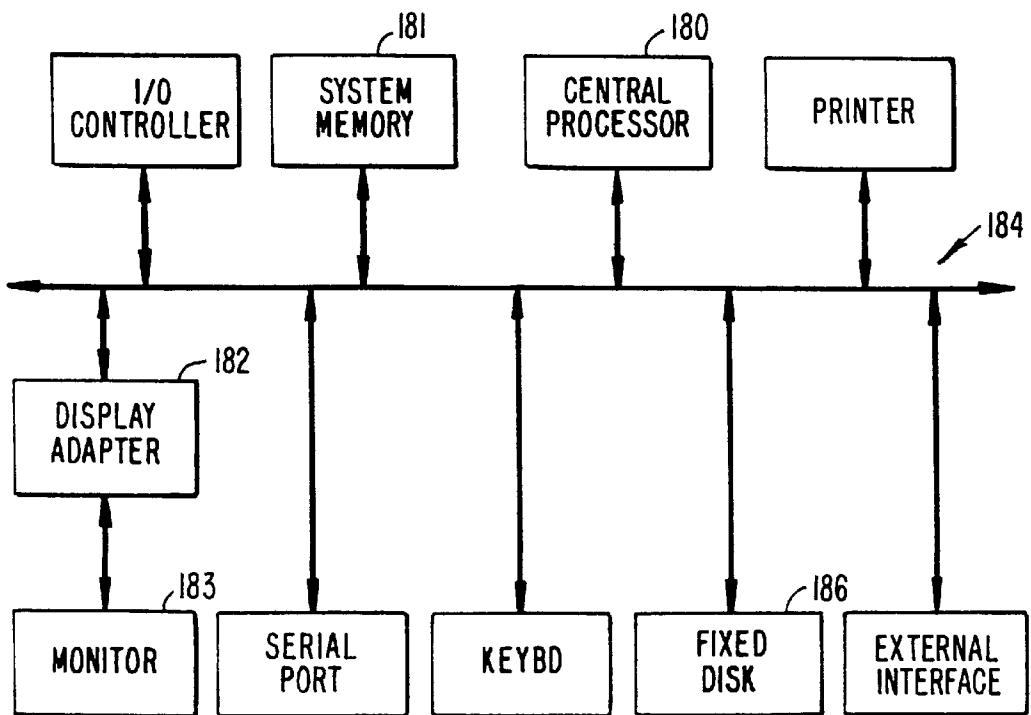 181
180
I/O
CONTROLLER
SYSTEM
MEMORY
CENTRAL
PROCESSOR
PRINTER
184
182
DISPLAY
ADAPTER
183
186
MONITOR
SERIAL
PORT
KEYBD
FIXED
DISK
EXTERNAL
INTERFACE